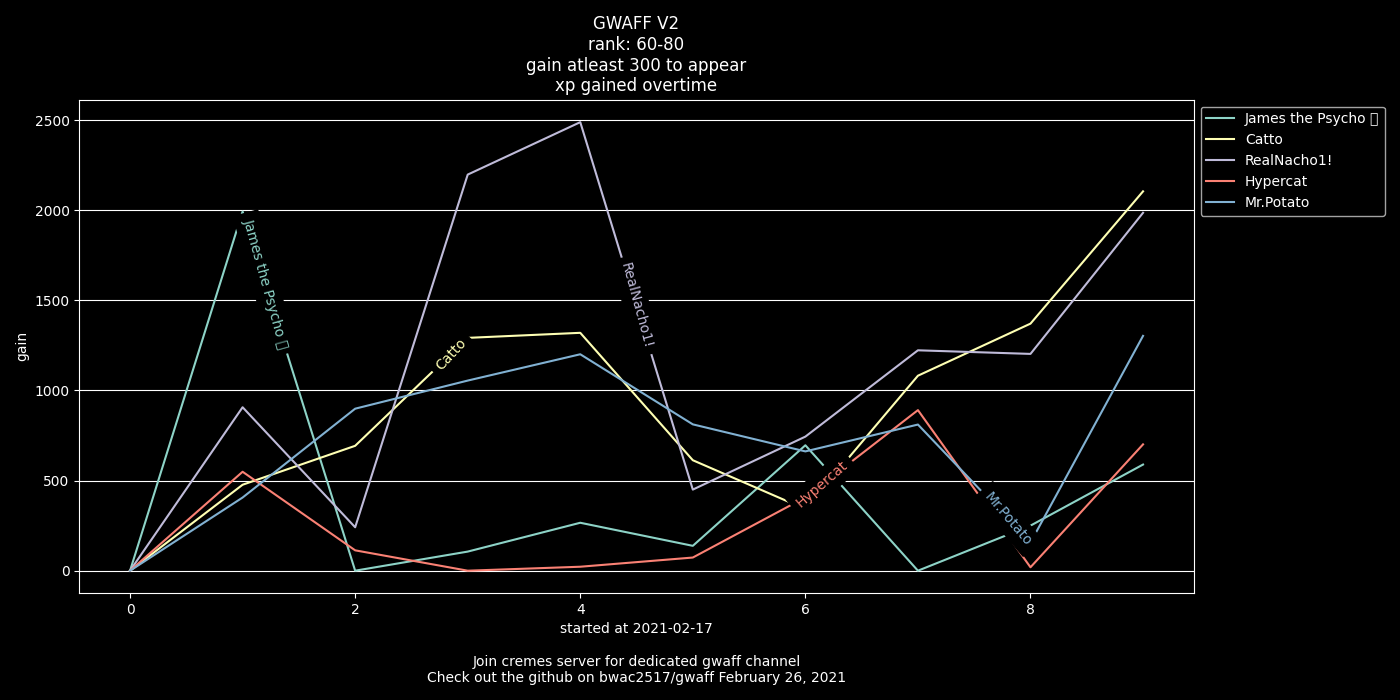 GWAFF V2
rank: 60-80
gain atleast 300 to appear
xp gained overtime
2500
2000
1500
1000
500
0
gain
0
2
4
6
8
started at 2021-02-17
James the Psycho
Catto
RealNacho1!
Hypercat
Mr.Potato
James the Psycho
Catto
RealNacho1!
Hypercat
Mr.Potato
Join cremes server for dedicated gwaff channel
Check out the github on bwac2517/gwaff February 26, 2021